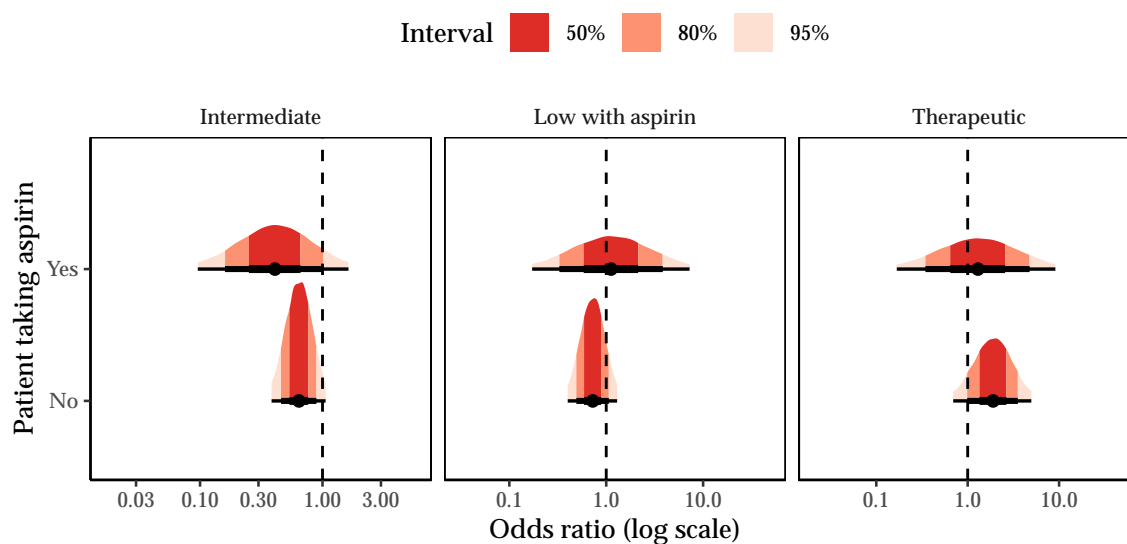 Interval 50% 80% 95%
Intermediate Low with aspirin Therapeutic
Patient taking aspirin
Yes
No
0.03 0.10 0.30 1.00 3.00 0.1 1.0 10.0 0.1 1.0 10.0
Odds ratio (log scale)